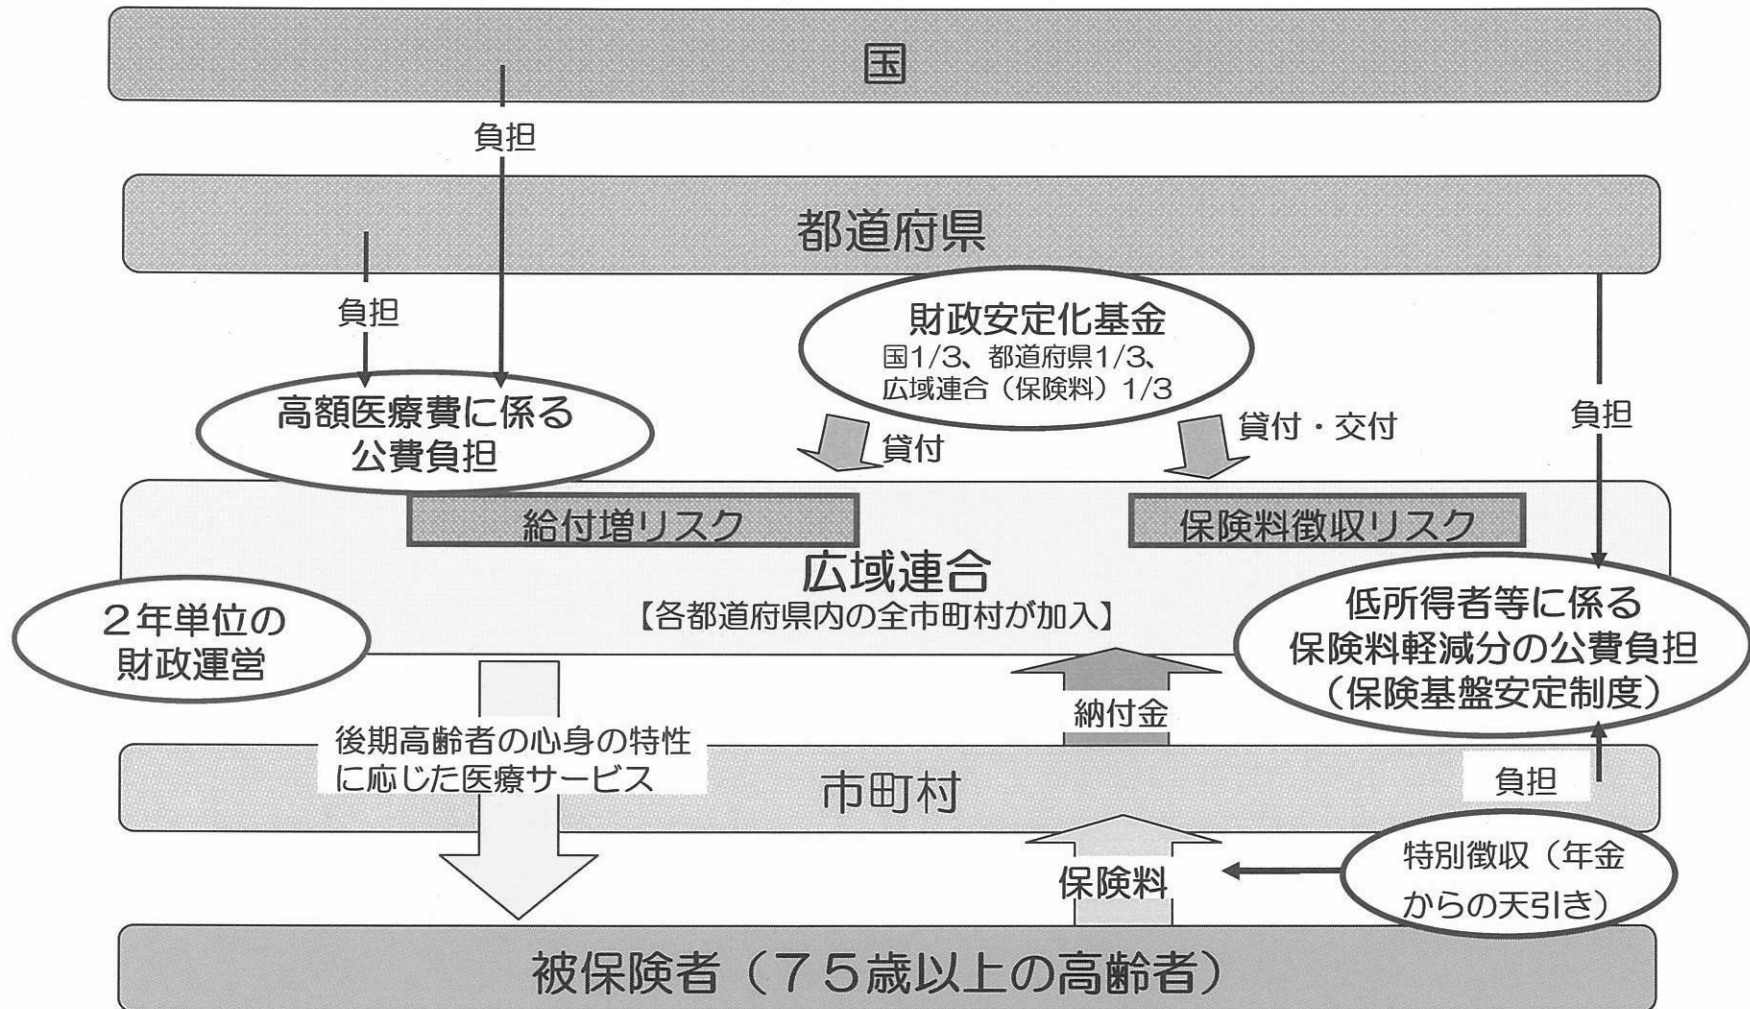 国
負担
都道府県
負担
財政安定化基金
国1/3、都道府県1/3、
広域連合（保険料）1/3
負担
高額医療費に係る
公費負担
貸付
貸付・交付
給付増リスク
保険料徴収リスク
広域連合
【各都道府県内の全市町村が加入】
２年単位の
財政運営
低所得者等に係る
保険料軽減分の公費負担
（保険基盤安定制度）
納付金
後期高齢者の心身の特性
に応じた医療サービス
市町村
負担
保険料
特別徴収（年金
からの天引き）
被保険者（７５歳以上の高齢者）